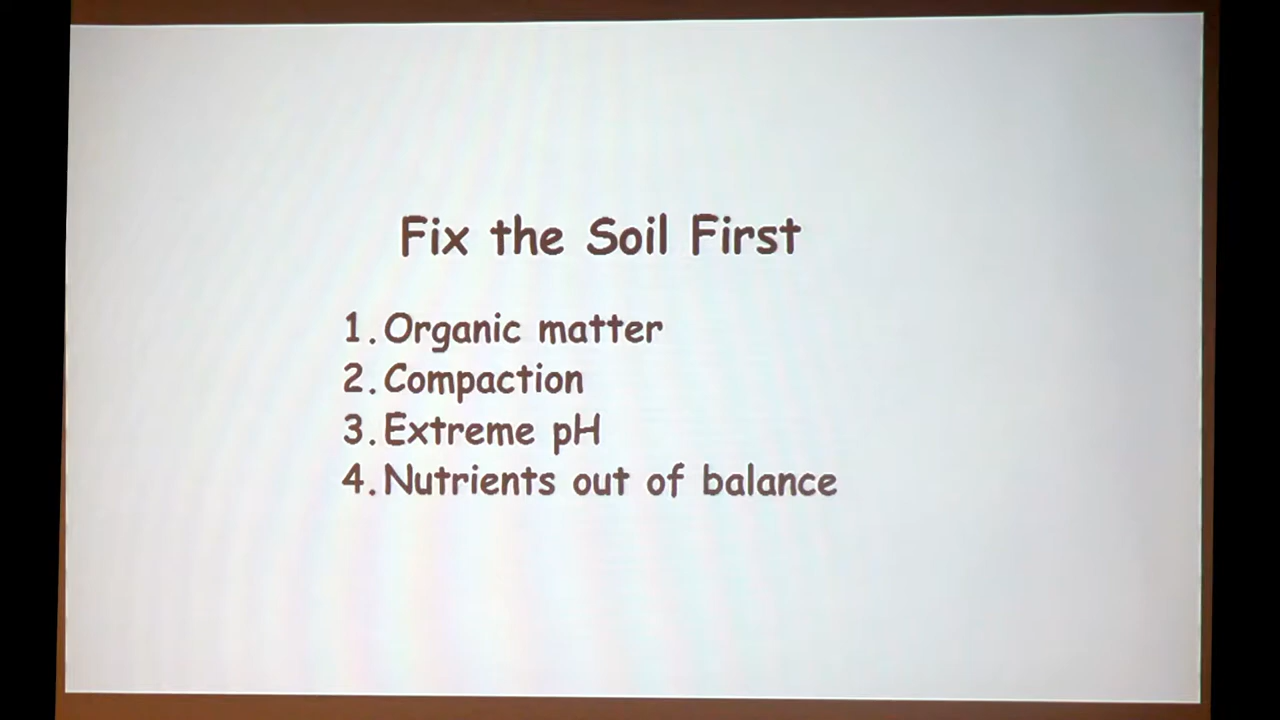 Fix the Soil First
1. Organic matter
2. Compaction
3. Extreme pH
4. Nutrients out of balance